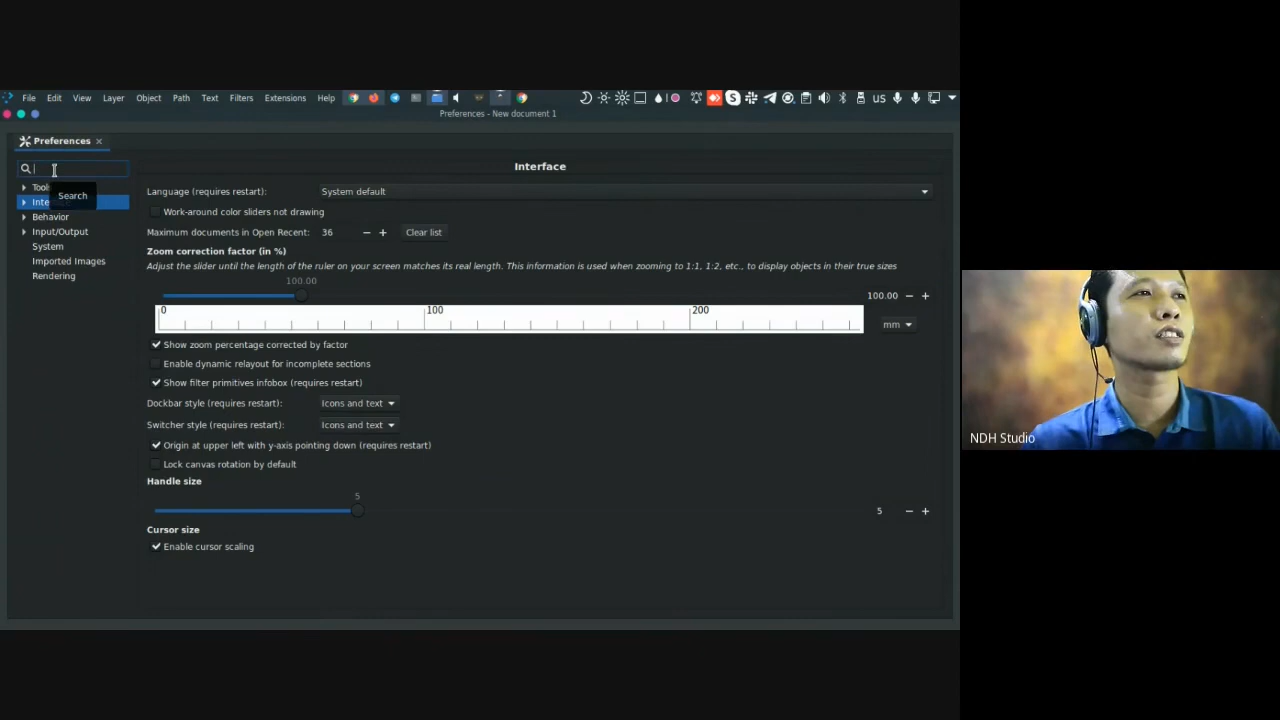 File Edit View Layer Object Path Text Filters Extensions Help US
Preferences - New document 1
Preferences
Interface
Search
Language (requires restart): System default
Tool
Inte
Work-around color sliders not drawing
Behavior
Maximum documents in Open Recent: 36 Clear list
Input/Output
System
Zoom correction factor (in %)
Imported Images
Adjust the slider until the length of the ruler on your screen matches its real length. This information is used when zooming to 1:1, 1:2, etc., to display objects in their true sizes
Rendering
100.00
100.00
0 100 200
mm
Show zoom percentage corrected by factor
Enable dynamic relayout for incomplete sections
Show filter primitives infobox (requires restart)
Dockbar style (requires restart): Icons and text
Switcher style (requires restart): Icons and text
Origin at upper left with y-axis pointing down (requires restart)
Lock canvas rotation by default
Handle size
5
5
Cursor size
Enable cursor scaling
NDH Studio